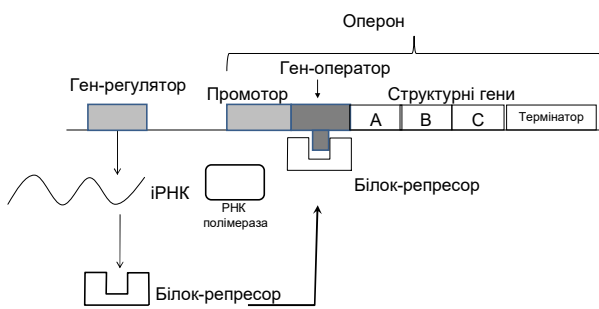 Оперон
Ген-оператор
Ген-регулятор
Промотор
Структурні гени
A
B
C
Термінатор
Білок-репресор
іРНК
РНК
полімераза
Білок-репресор